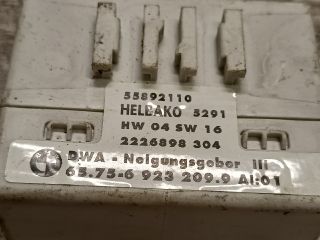 55892110
HELBAKO 5291
HW 04 SW 16
2226898 304
DWA - Neigungsgeber III
65.75-6 923 209.9 AI:01